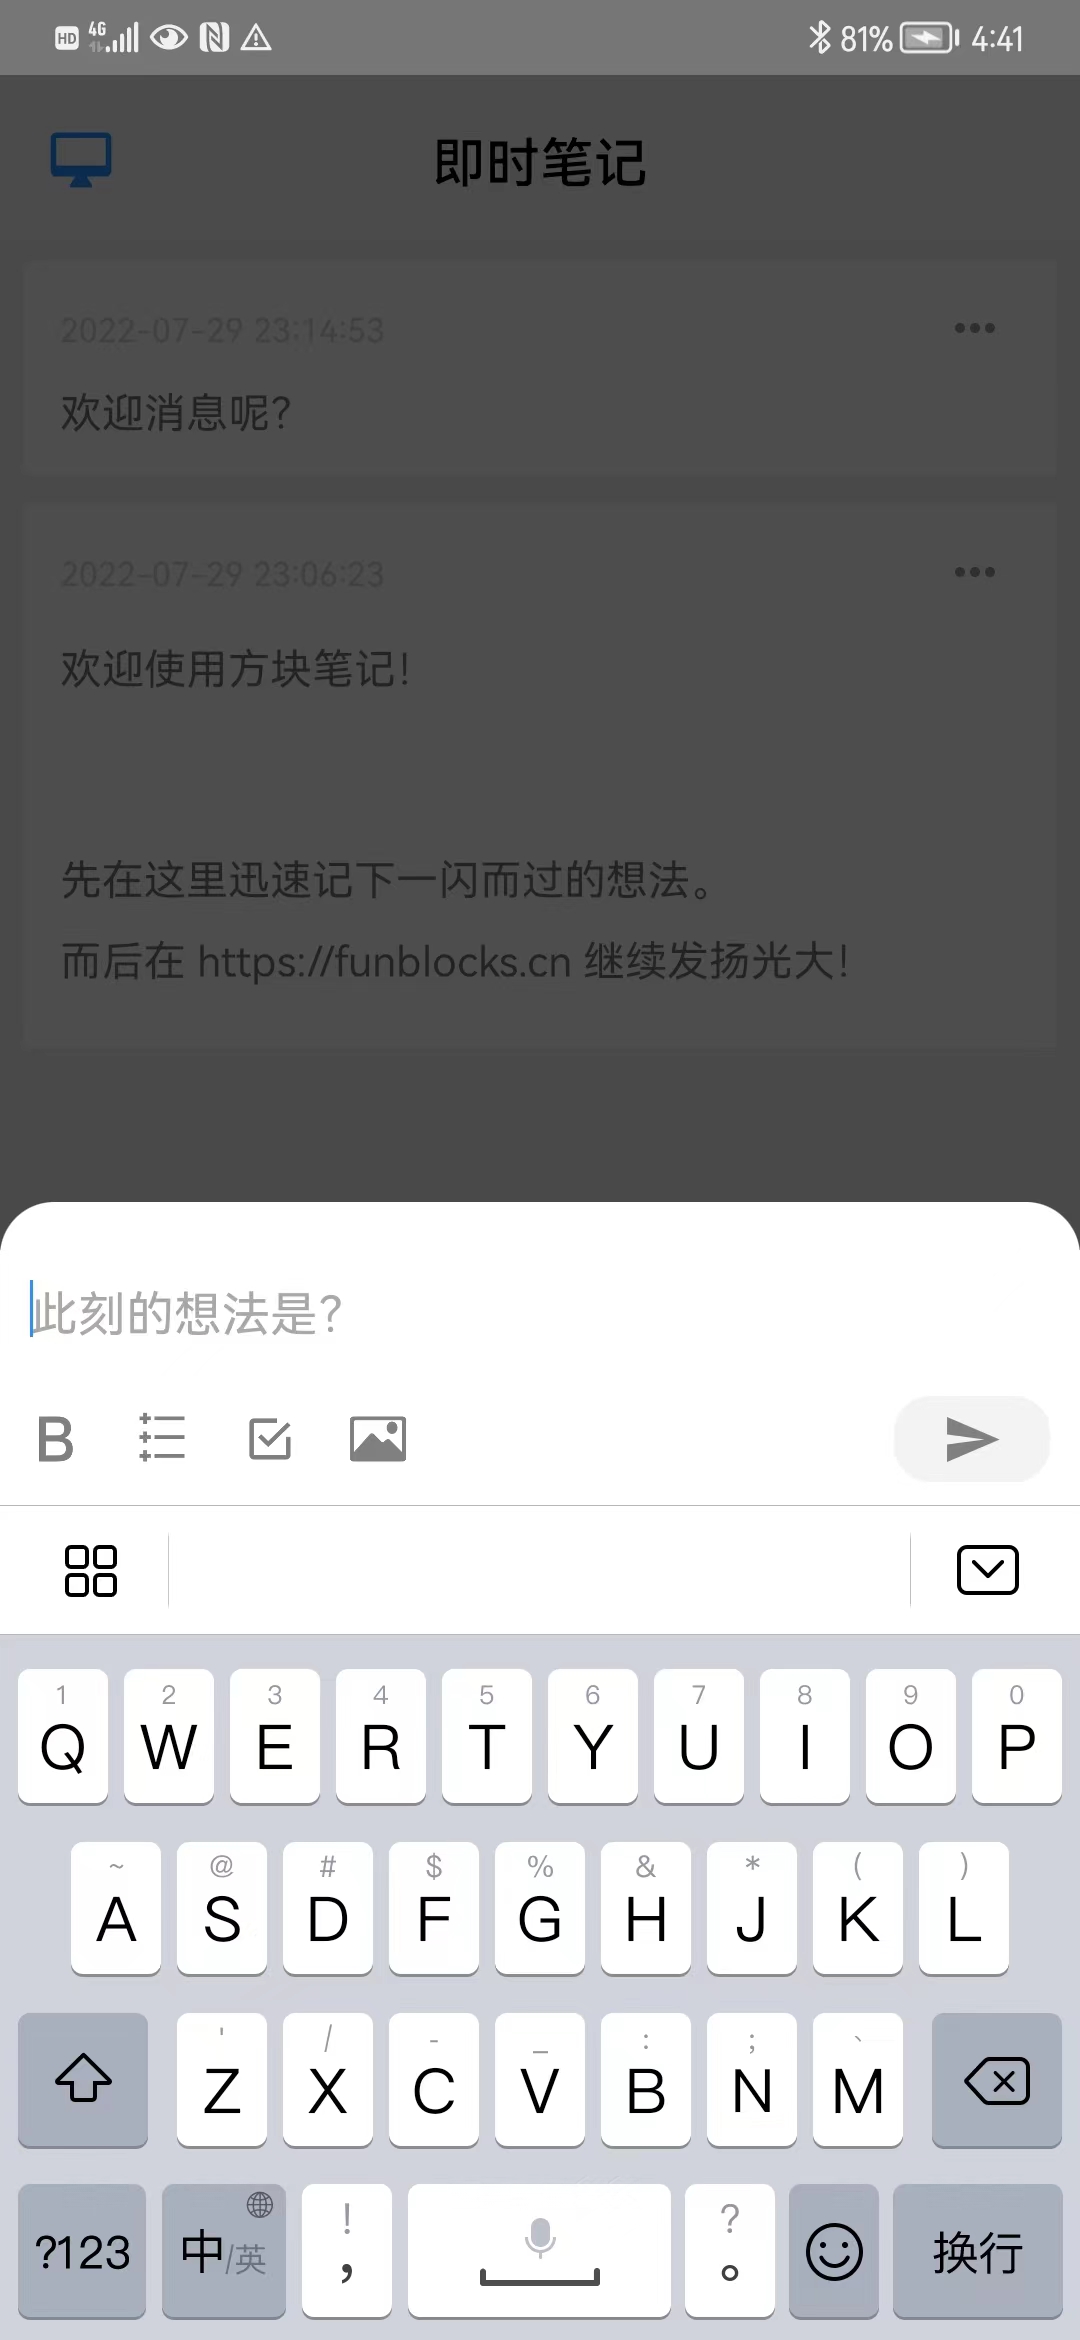 HD 4G 81% 4:41
即时笔记
2022-07-29 23:14:53
欢迎消息呢？
2022-07-29 23:06:23
欢迎使用方块笔记！
先在这里迅速记下一闪而过的想法。
而后在 https://funblocks.cn 继续发扬光大！
此刻的想法是？
B
1 2 3 4 5 6 7 8 9 0
Q W E R T Y U I O P
~ @ # $ % & * ( )
A S D F G H J K L
' / - _ : ; `
Z X C V B N M
! ?
?123 中/英 , 。 换行